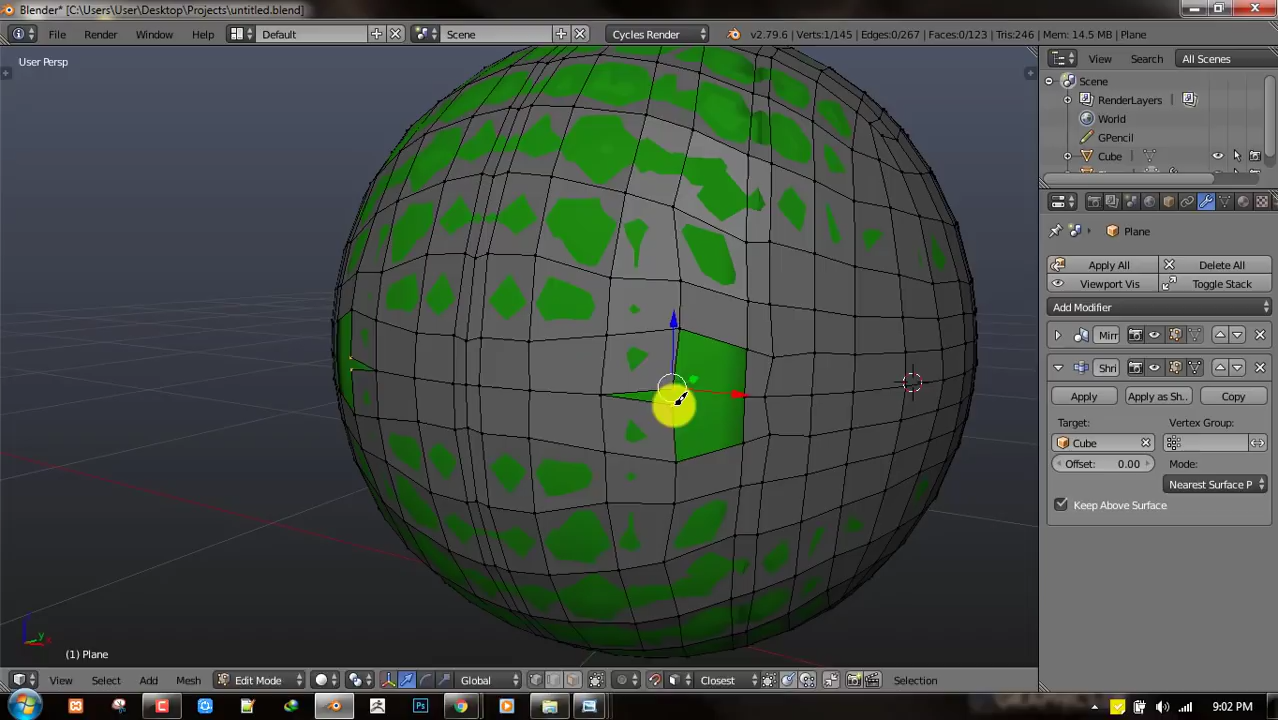 Blender* [C:\Users\User\Desktop\Projects\untitled.blend]
File Render Window Help Default Scene Cycles Render v2.79.6 | Verts:1/145 | Edges:0/267 | Faces:0/123 | Tris:246 | Mem: 14.5 MB | Plane
User Persp
View Search All Scenes
Scene
RenderLayers |
World
GPencil
Cube
Plane
Apply All Delete All
Viewport Vis Toggle Stack
Add Modifier
Mirr
Shri
Apply Apply as Sh.. Copy
Target: Vertex Group:
Cube
Offset: 0.00 Mode:
Nearest Surface P
Keep Above Surface
z
y
x
(1) Plane
View Select Add Mesh Edit Mode Global Closest Selection
Ps
9:02 PM